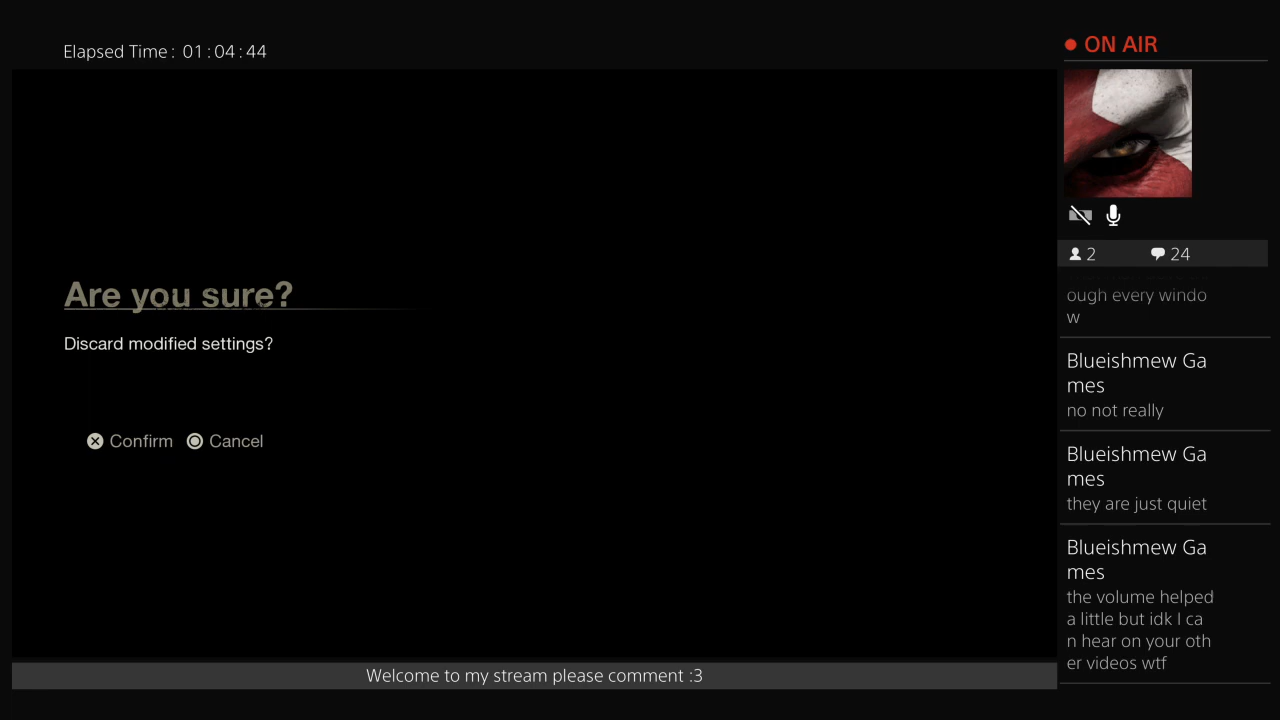 Elapsed Time : 01 : 04 : 44
ON AIR
2 24
ough every windo
w
Blueishmew Ga
mes
no not really
Blueishmew Ga
mes
they are just quiet
Blueishmew Ga
mes
the volume helped
a little but idk I ca
n hear on your oth
er videos wtf
Are you sure?
Discard modified settings?
Confirm Cancel
Welcome to my stream please comment :3